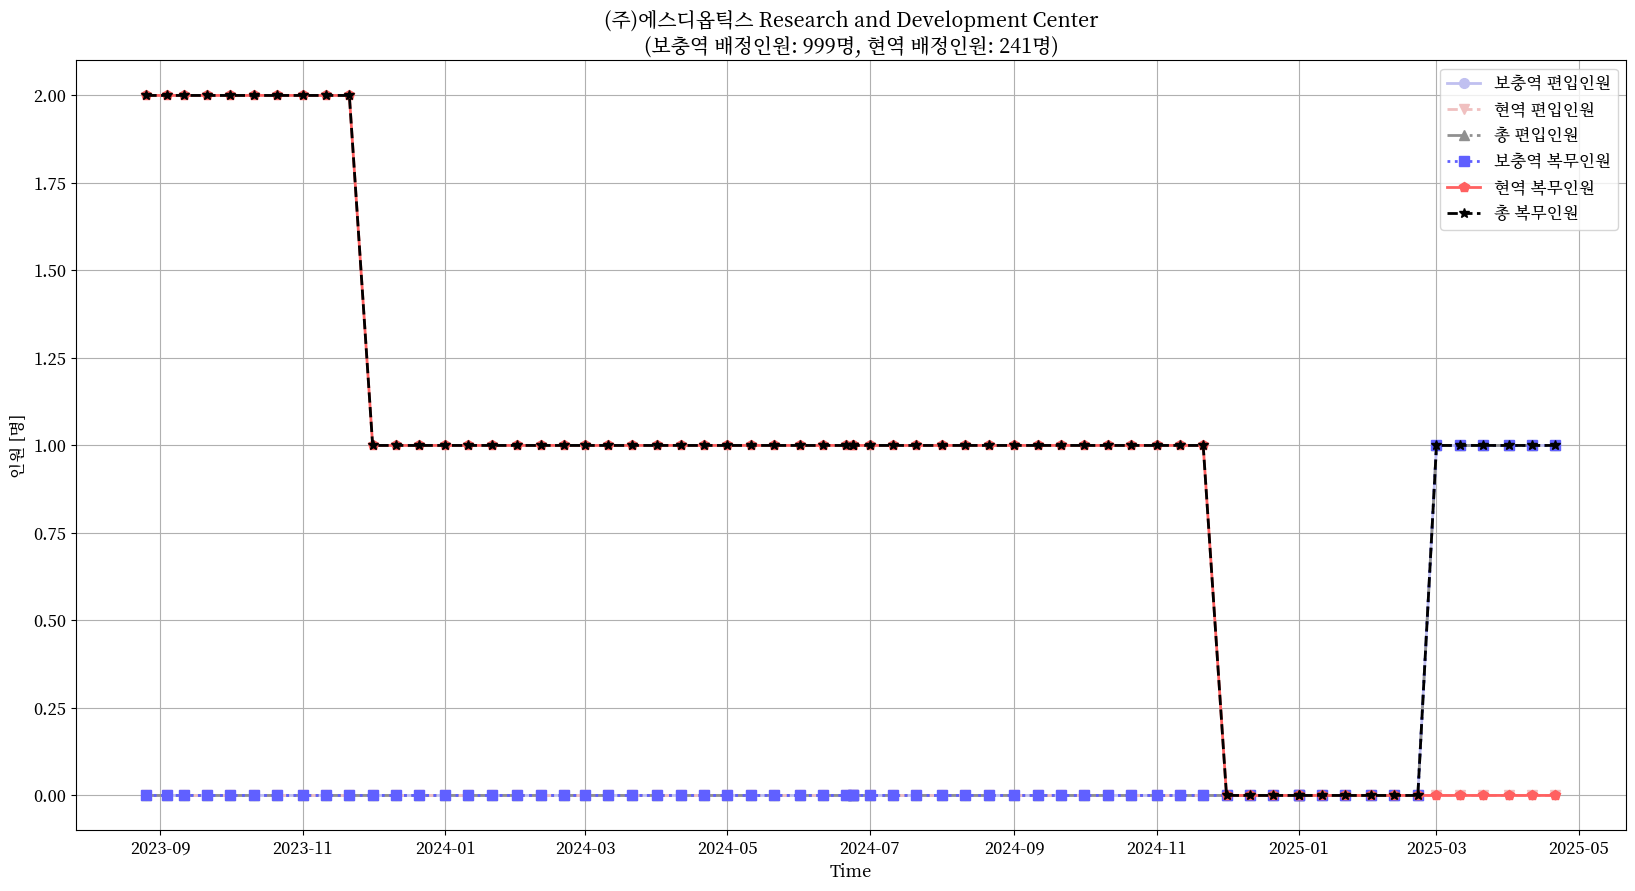 (주)에스디옵틱스 Research and Development Center
(보충역 배정인원: 999명, 현역 배정인원: 241명)
보충역 편입인원
현역 편입인원
총 편입인원
보충역 복무인원
현역 복무인원
총 복무인원
인원 [명]
2.00
1.75
1.50
1.25
1.00
0.75
0.50
0.25
0.00
2023-09
2023-11
2024-01
2024-03
2024-05
2024-07
2024-09
2024-11
2025-01
2025-03
2025-05
Time